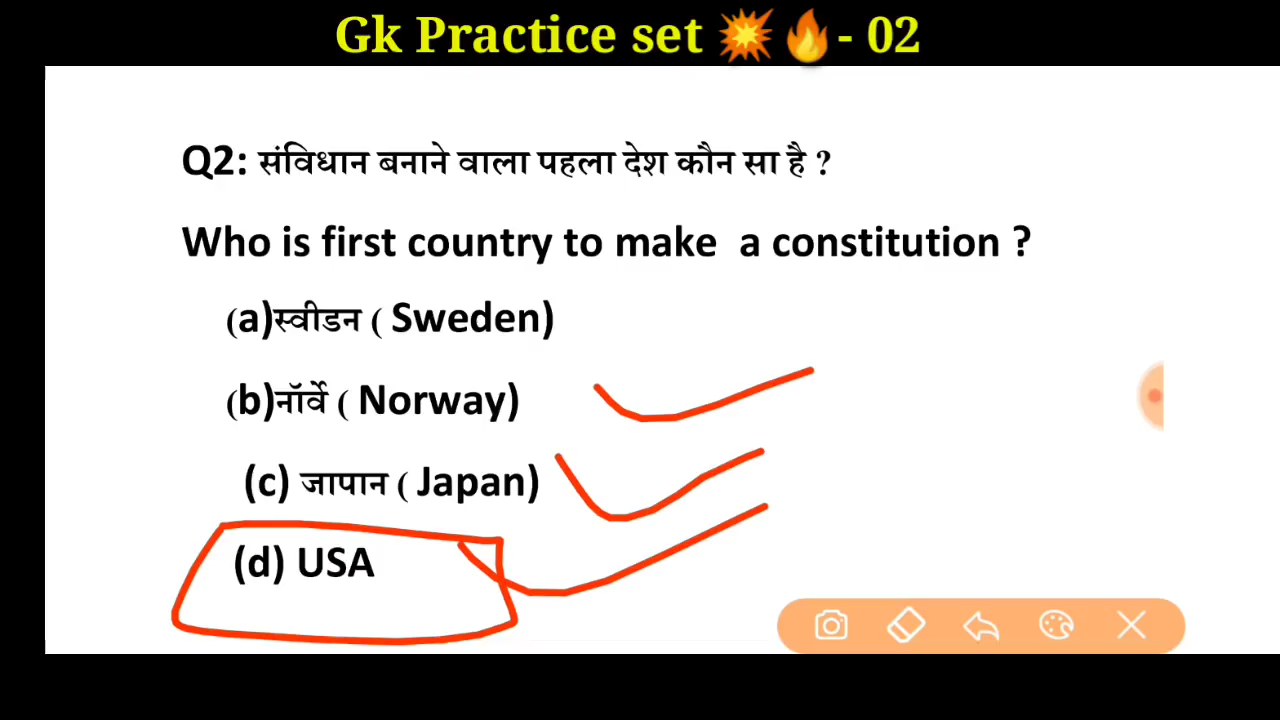 Gk Practice set 💥🔥- 02
Q2: संविधान बनाने वाला पहला देश कौन सा है ?
Who is first country to make a constitution ?
(a)स्वीडन ( Sweden)
(b)नॉर्वे ( Norway)
(c) जापान ( Japan)
(d) USA